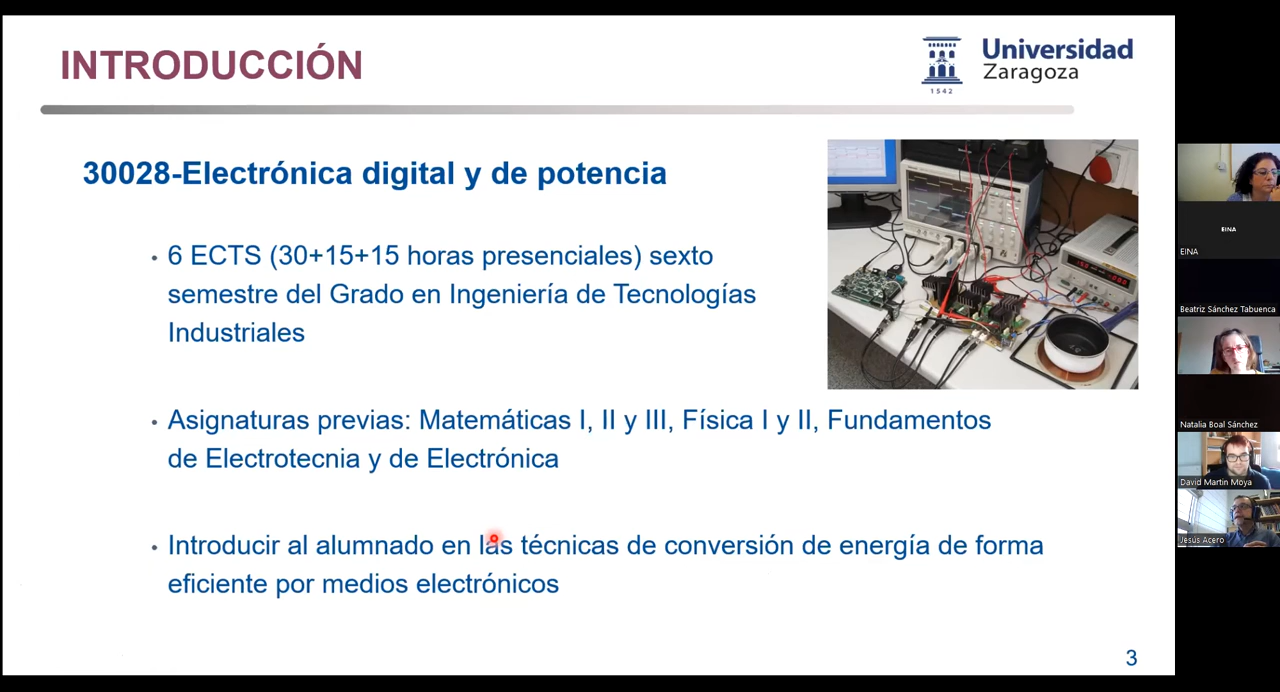 INTRODUCCIÓN
Universidad
Zaragoza
1542
30028-Electrónica digital y de potencia
• 6 ECTS (30+15+15 horas presenciales) sexto
semestre del Grado en Ingeniería de Tecnologías
Industriales
• Asignaturas previas: Matemáticas I, II y III, Física I y II, Fundamentos
de Electrotecnia y de Electrónica
• Introducir al alumnado en las técnicas de conversión de energía de forma
eficiente por medios electrónicos
3
EINA
EINA
Beatriz Sánchez Tabuenca
Natalia Boal Sánchez
David Martin Moya
Jesús Acero